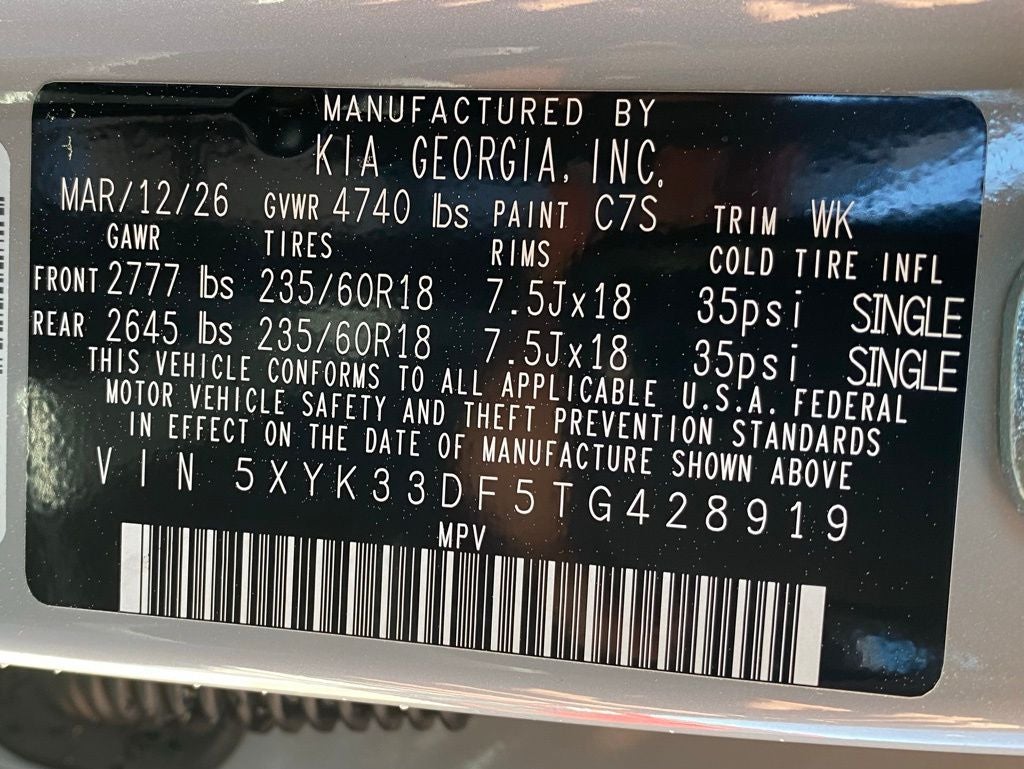 MANUFACTURED BY
KIA GEORGIA, INC.
MAR/12/26 GVWR 4740 lbs PAINT C7S TRIM WK
GAWR TIRES RIMS COLD TIRE INFL
FRONT 2777 lbs 235/60R18 7.5Jx18 35psi SINGLE
REAR 2645 lbs 235/60R18 7.5Jx18 35psi SINGLE
THIS VEHICLE CONFORMS TO ALL APPLICABLE U.S.A. FEDERAL
MOTOR VEHICLE SAFETY AND THEFT PREVENTION STANDARDS
IN EFFECT ON THE DATE OF MANUFACTURE SHOWN ABOVE
VIN 5XYK33DF5TG428919
MPV